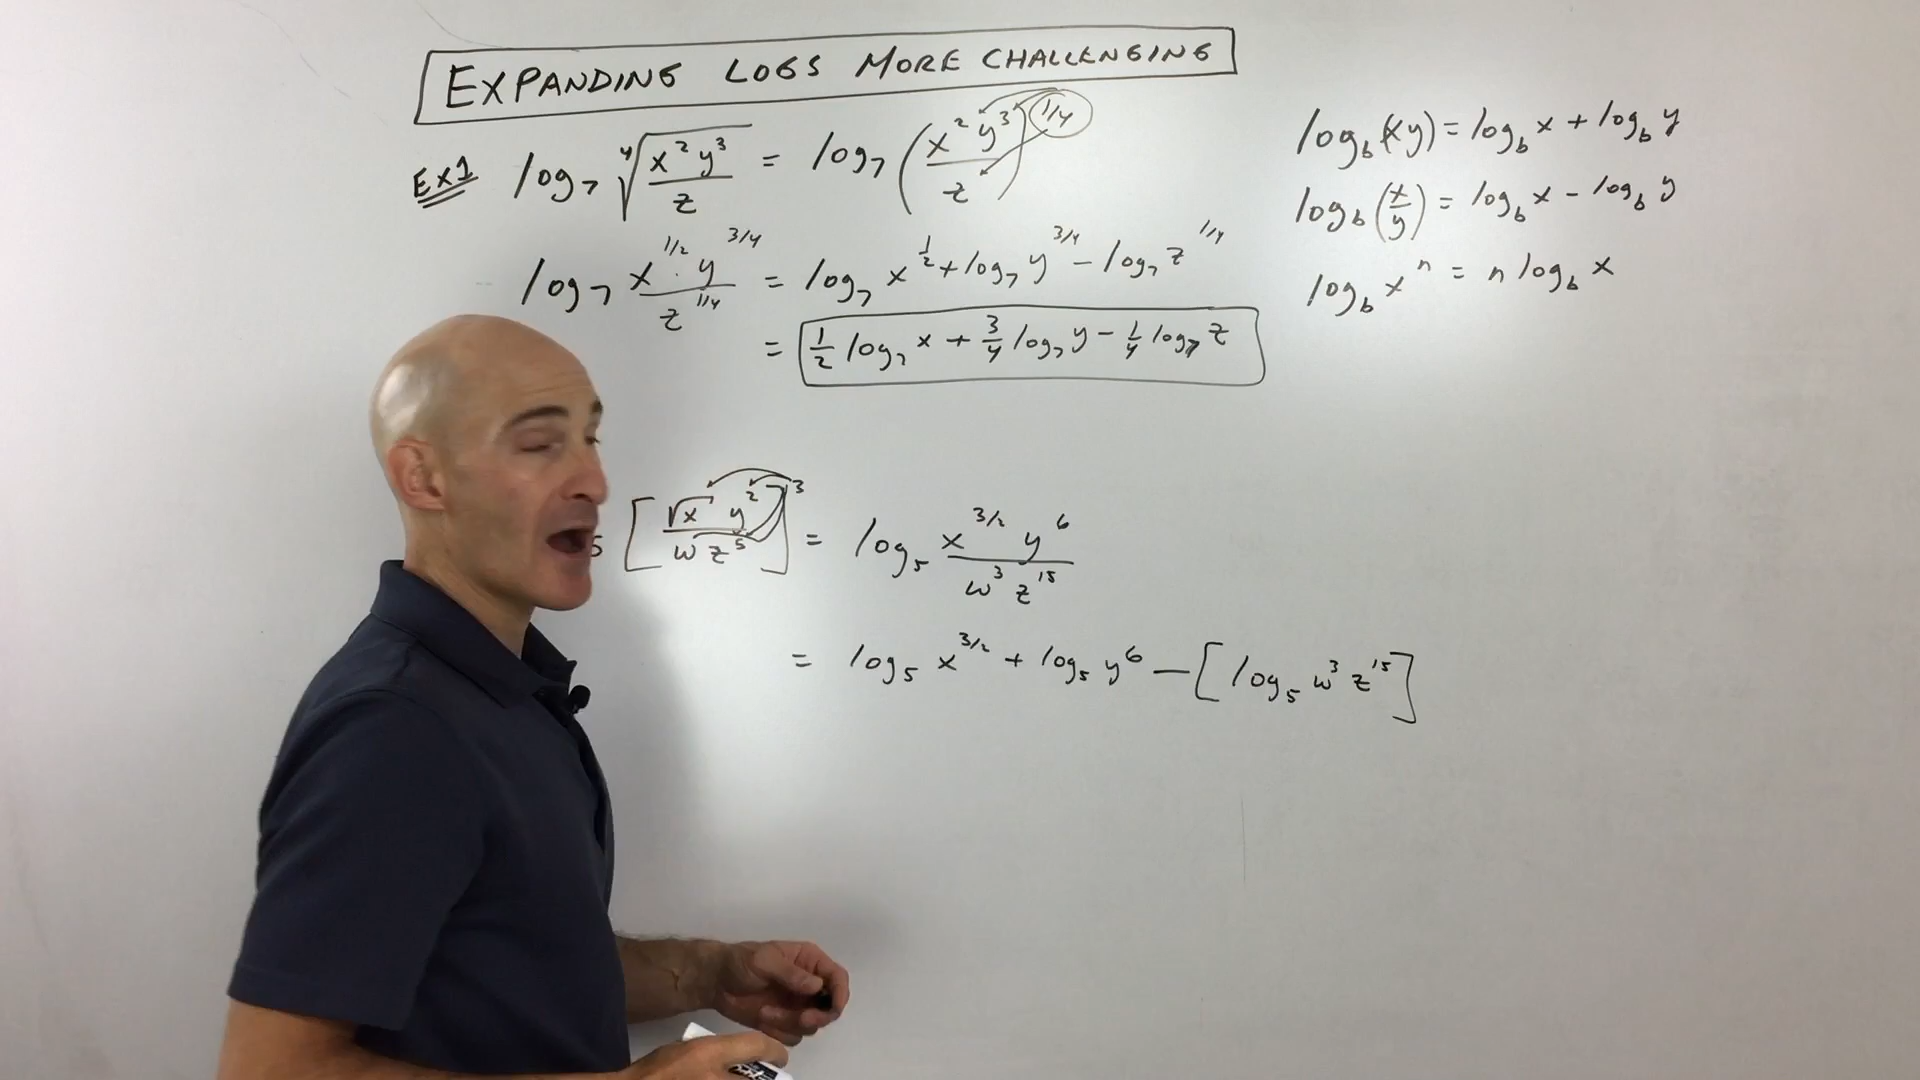 EXPANDING LOGS MORE CHALLENGING
EX1 log₇ ⁴√(x²y³/z) = log₇ (x²y³/z)^(1/4)
log₇ x^(1/2)·y^(3/4)/z^(1/4) = log₇ x^(1/2) + log₇ y^(3/4) − log₇ z^(1/4)
= 1/2 log₇ x + 3/4 log₇ y − 1/4 log₇ z
5 [√x y²/w z⁵]³ = log₅ x^(3/2) y⁶/w³ z¹⁵
= log₅ x^(3/2) + log₅ y⁶ − [log₅ w³ z¹⁵]
log_b (xy) = log_b x + log_b y
log_b (x/y) = log_b x − log_b y
log_b xⁿ = n log_b x